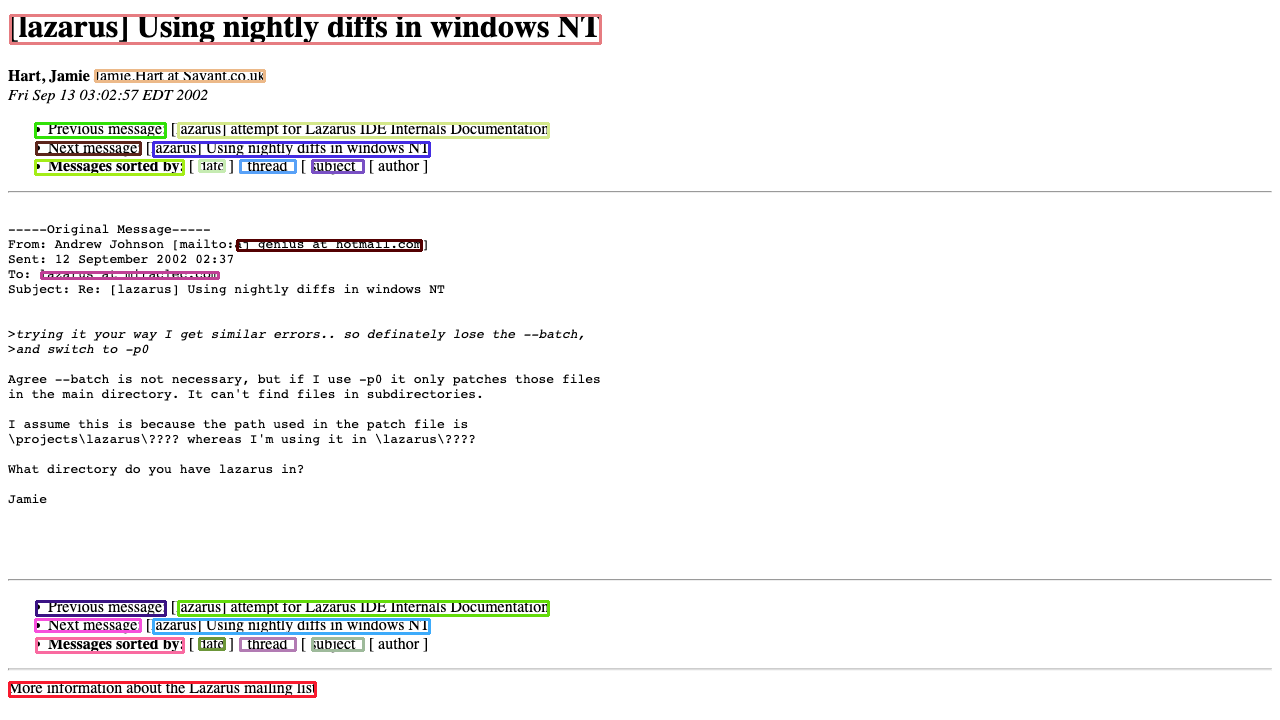 [lazarus] Using nightly diffs in windows NT
Hart, Jamie Jamie.Hart at Savant.co.uk
Fri Sep 13 03:02:57 EDT 2002
• Previous message: [lazarus] attempt for Lazarus IDE Internals Documentation
• Next message: [lazarus] Using nightly diffs in windows NT
• Messages sorted by: [ date ] [ thread ] [ subject ] [ author ]
-----Original Message-----
From: Andrew Johnson [mailto:aj_genius at hotmail.com]
Sent: 12 September 2002 02:37
To: lazarus at miraclec.com
Subject: Re: [lazarus] Using nightly diffs in windows NT
>trying it your way I get similar errors.. so definately lose the --batch,
>and switch to -p0
Agree --batch is not necessary, but if I use -p0 it only patches those files
in the main directory. It can't find files in subdirectories.
I assume this is because the path used in the patch file is
\projects\lazarus\???? whereas I'm using it in \lazarus\????
What directory do you have lazarus in?
Jamie
• Previous message: [lazarus] attempt for Lazarus IDE Internals Documentation
• Next message: [lazarus] Using nightly diffs in windows NT
• Messages sorted by: [ date ] [ thread ] [ subject ] [ author ]
More information about the Lazarus mailing list